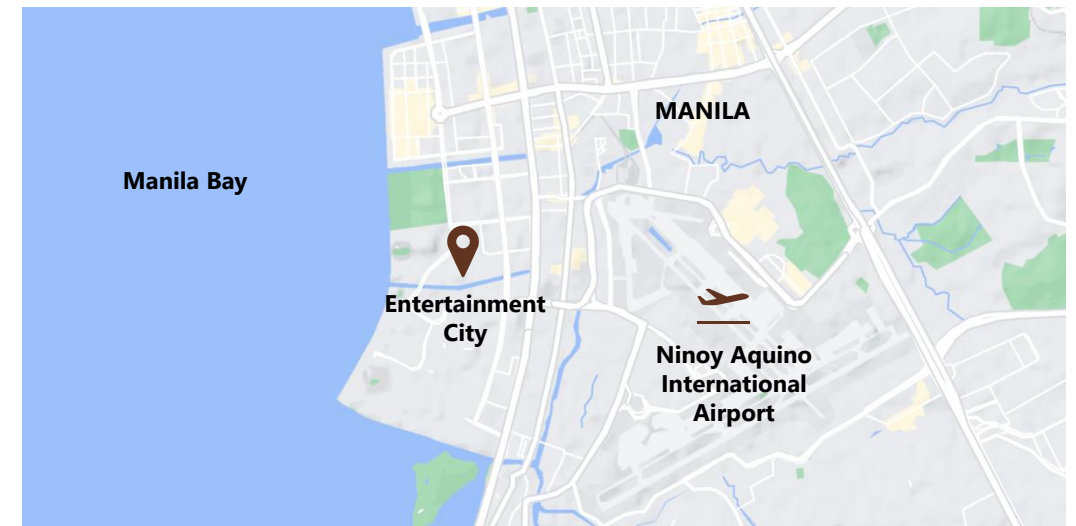 MANILA
Manila Bay
Entertainment
City
Ninoy Aquino
International
Airport